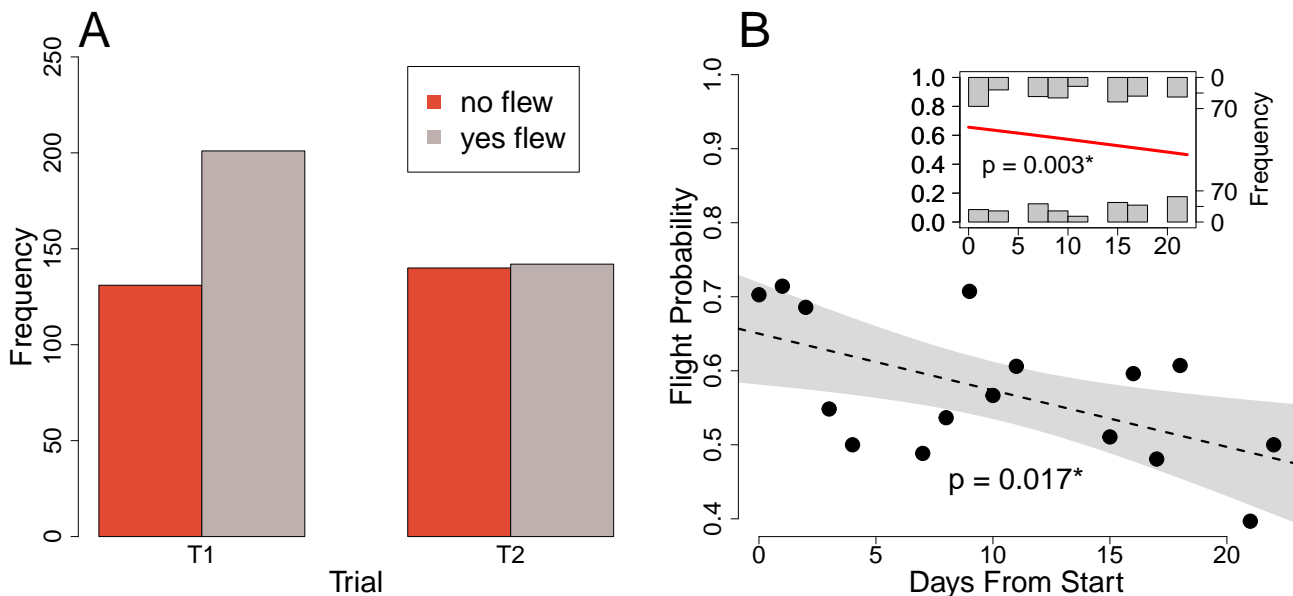 A
250
200
150
100
50
0
Frequency
no flew
yes flew
T1
T2
Trial
B
1.0
0.9
0.8
0.7
0.6
0.5
0.4
Flight Probability
1.0
0.8
0.6
0.4
0.2
0.0
0
70
70
0
Frequency
p = 0.003*
0 5 10 15 20
p = 0.017*
0 5 10 15 20
Days From Start